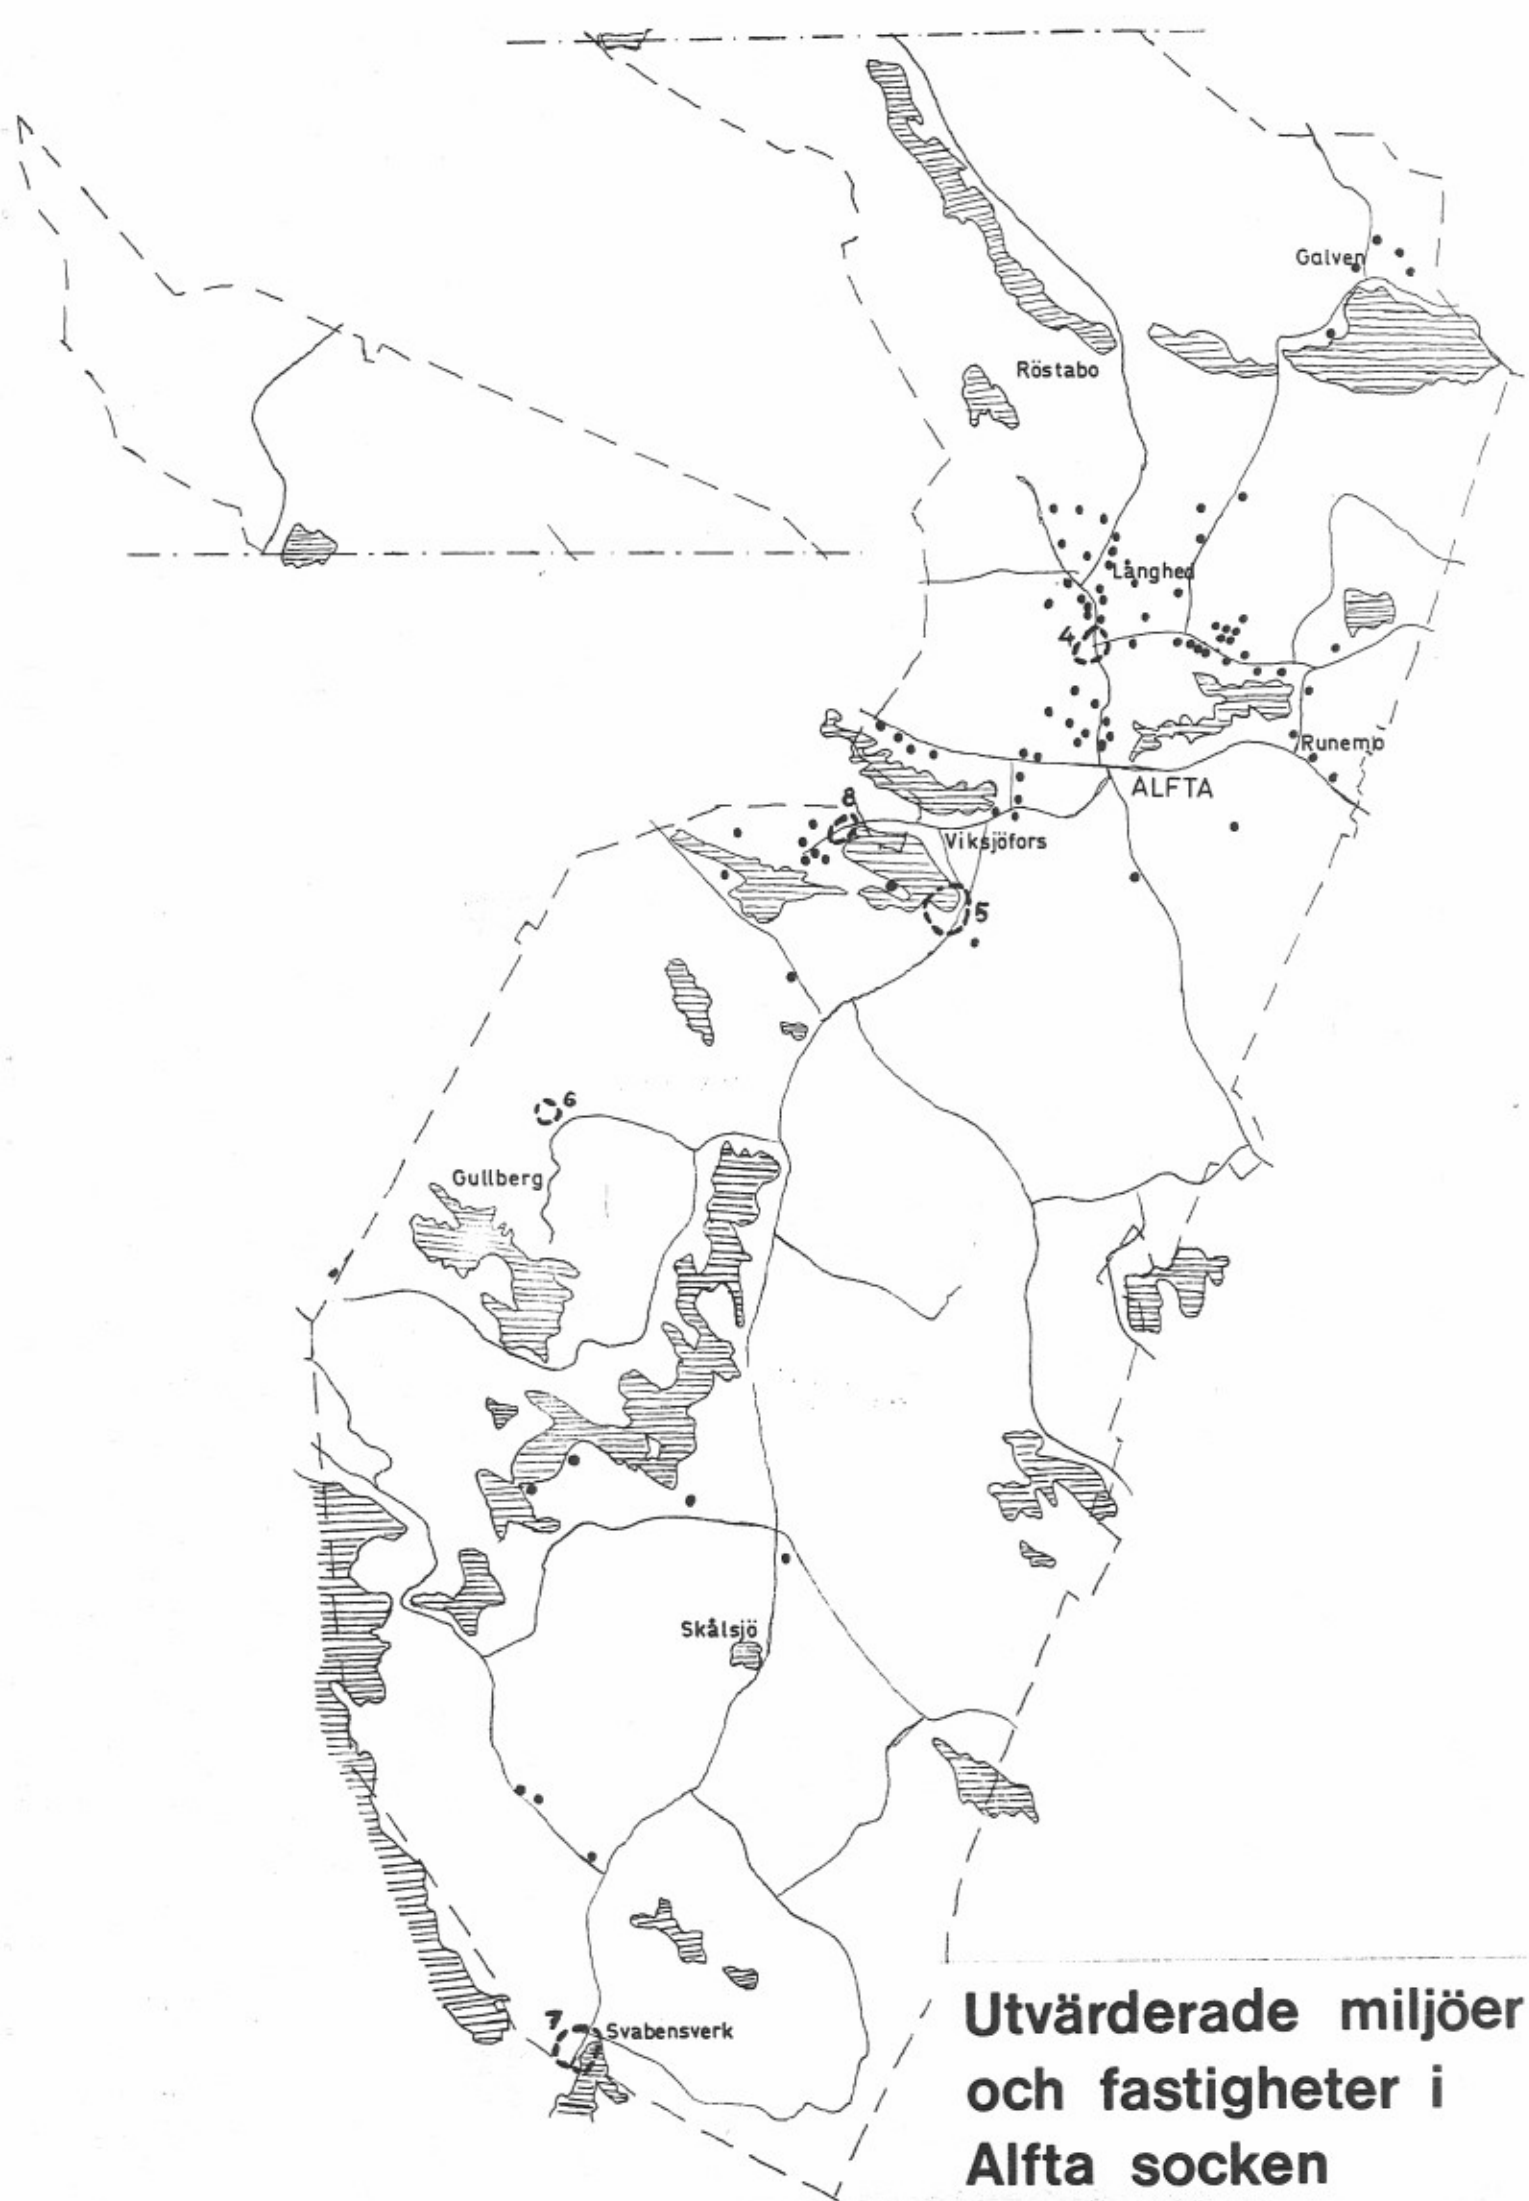 Galven
Röstabo
Långhed
4
Runemo
ALFTA
8
Viksjöfors
5
6
Gullberg
Skålsjö
7
Svabensverk
Utvärderade miljöer
och fastigheter i
Alfta socken